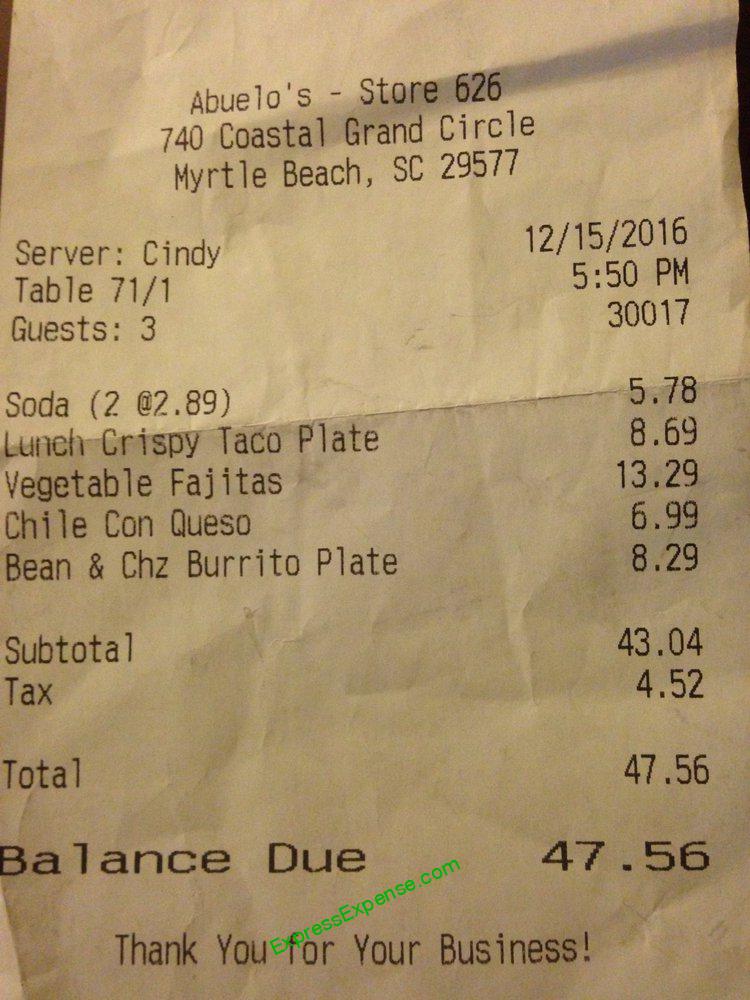 Abuelo's - Store 626
740 Coastal Grand Circle
Myrtle Beach, SC 29577
Server: Cindy 12/15/2016
Table 71/1 5:50 PM
Guests: 3 30017
Soda (2 @2.89) 5.78
Lunch Crispy Taco Plate 8.69
Vegetable Fajitas 13.29
Chile Con Queso 6.99
Bean & Chz Burrito Plate 8.29
Subtotal 43.04
Tax 4.52
Total 47.56
Balance Due 47.56
ExpressExpense.com
Thank You for Your Business!